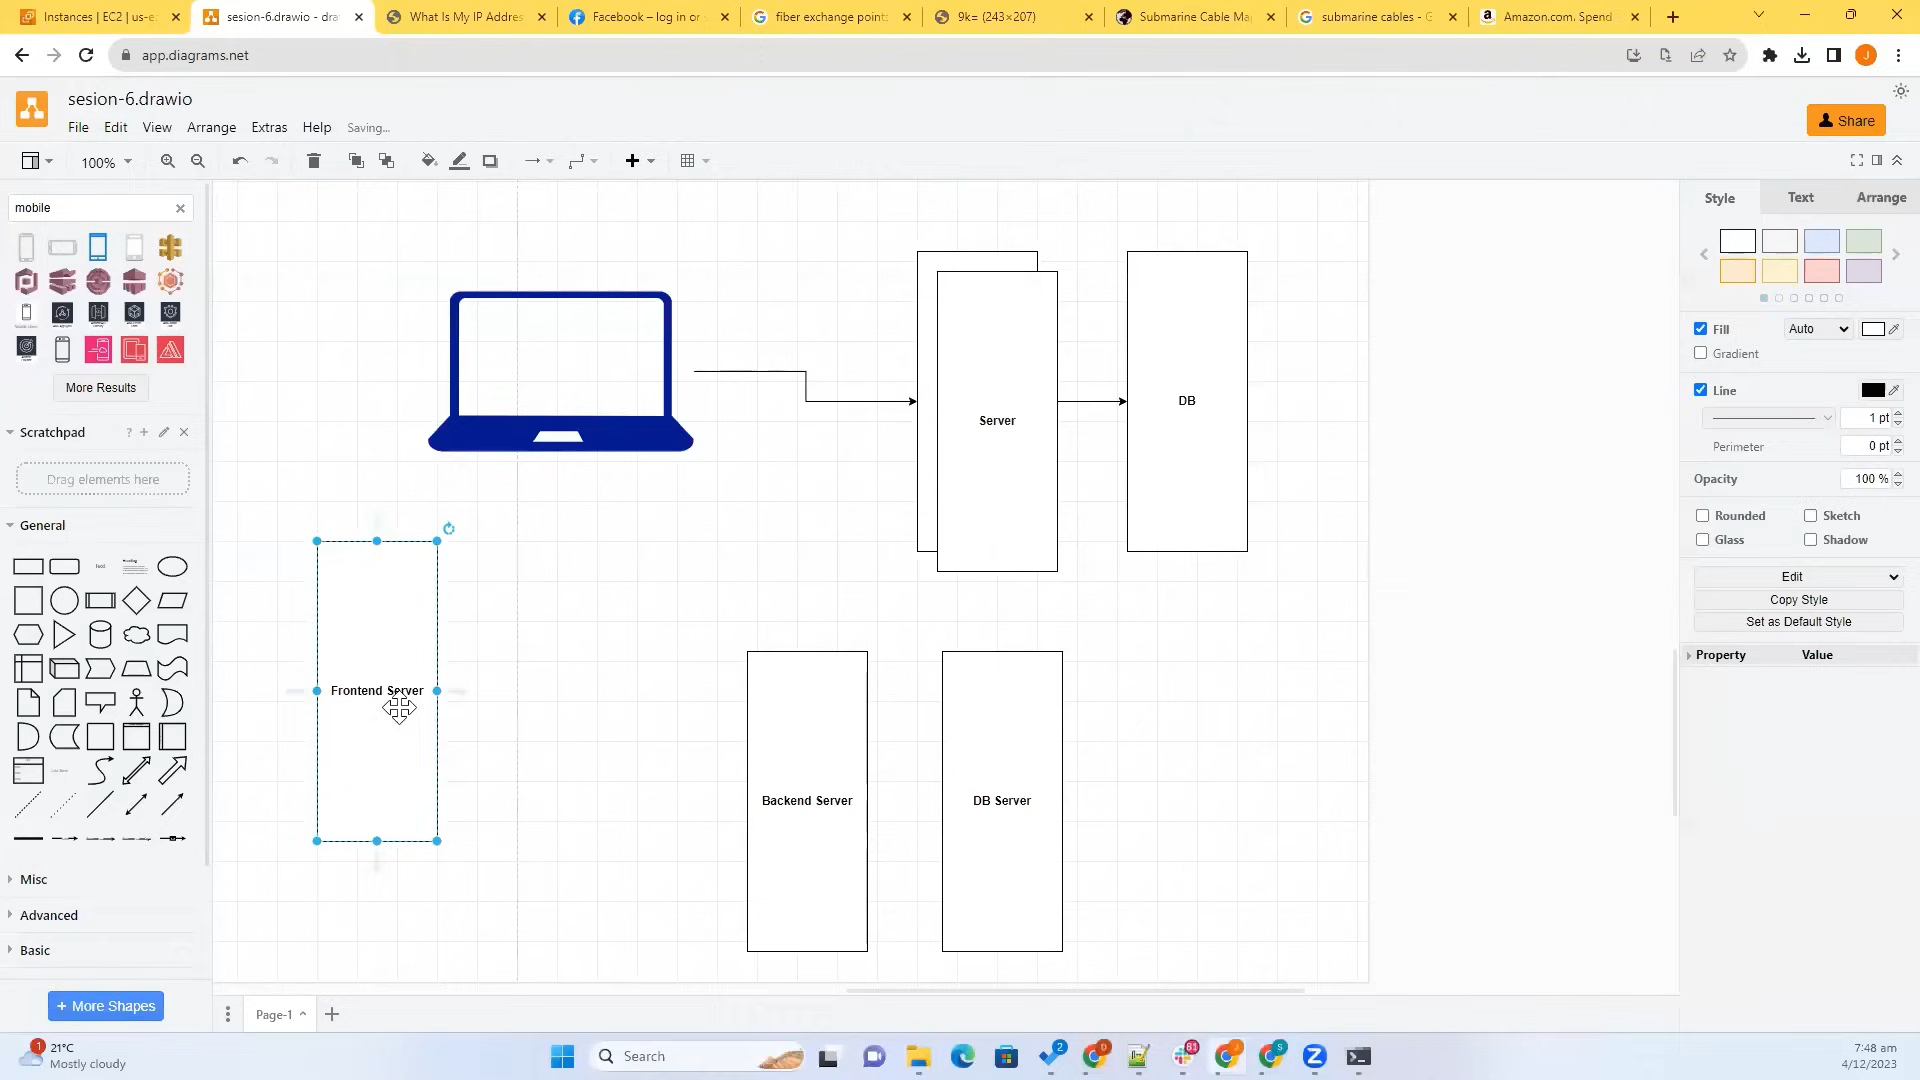 Instances | EC2 | us-e
sesion-6.drawio - dra
What Is My IP Addres
Facebook – log in or s
fiber exchange point
9k= (243×207)
Submarine Cable Ma
submarine cables - G
Amazon.com. Spend
app.diagrams.net
J
sesion-6.drawio
File Edit View Arrange Extras Help Saving...
Share
100%
mobile
Style Text Arrange
More Results
Scratchpad
?
Drag elements here
General
Server
DB
Fill Auto
Gradient
Line
1 pt
Perimeter 0 pt
Opacity 100 %
Rounded Sketch
Glass Shadow
Edit
Copy Style
Set as Default Style
Property Value
Frontend Server
Backend Server
DB Server
Misc
Advanced
Basic
+ More Shapes
Page-1
1
21°C
Mostly cloudy
Search
2
81
7:48 am
4/12/2023